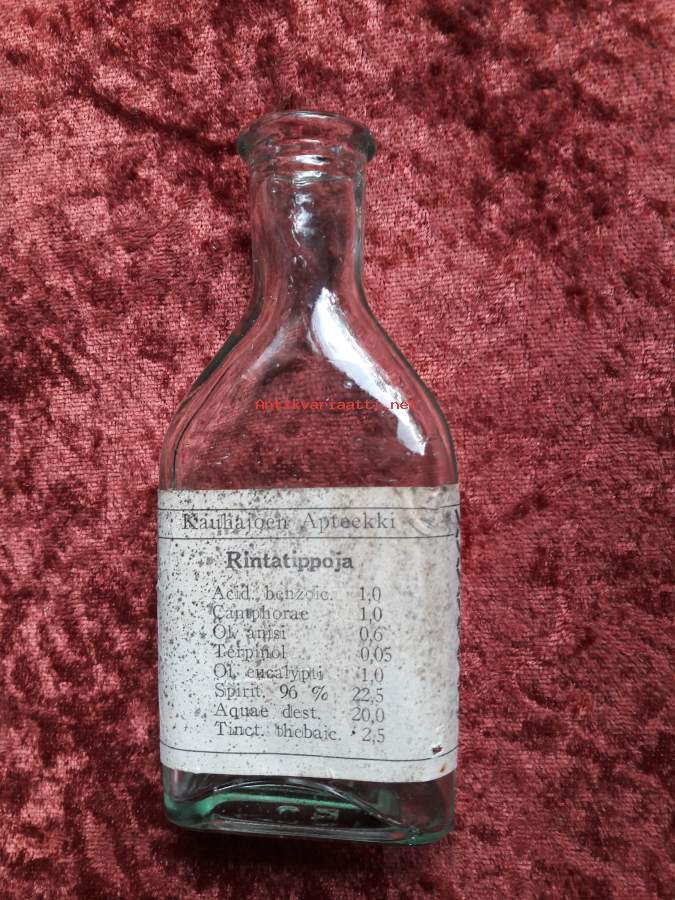 Antikvariaatti.net
Kauhajoen Apteekki
Rintatippoja
Acid. benzoic. 1,0
Camphorae 1,0
Ol. anisi 0,6
Terpinol 0,05
Ol. eucalypti 1,0
Spirit. 96 % 22,5
Aquae dest. 20,0
Tinct. thebaic. 2,5